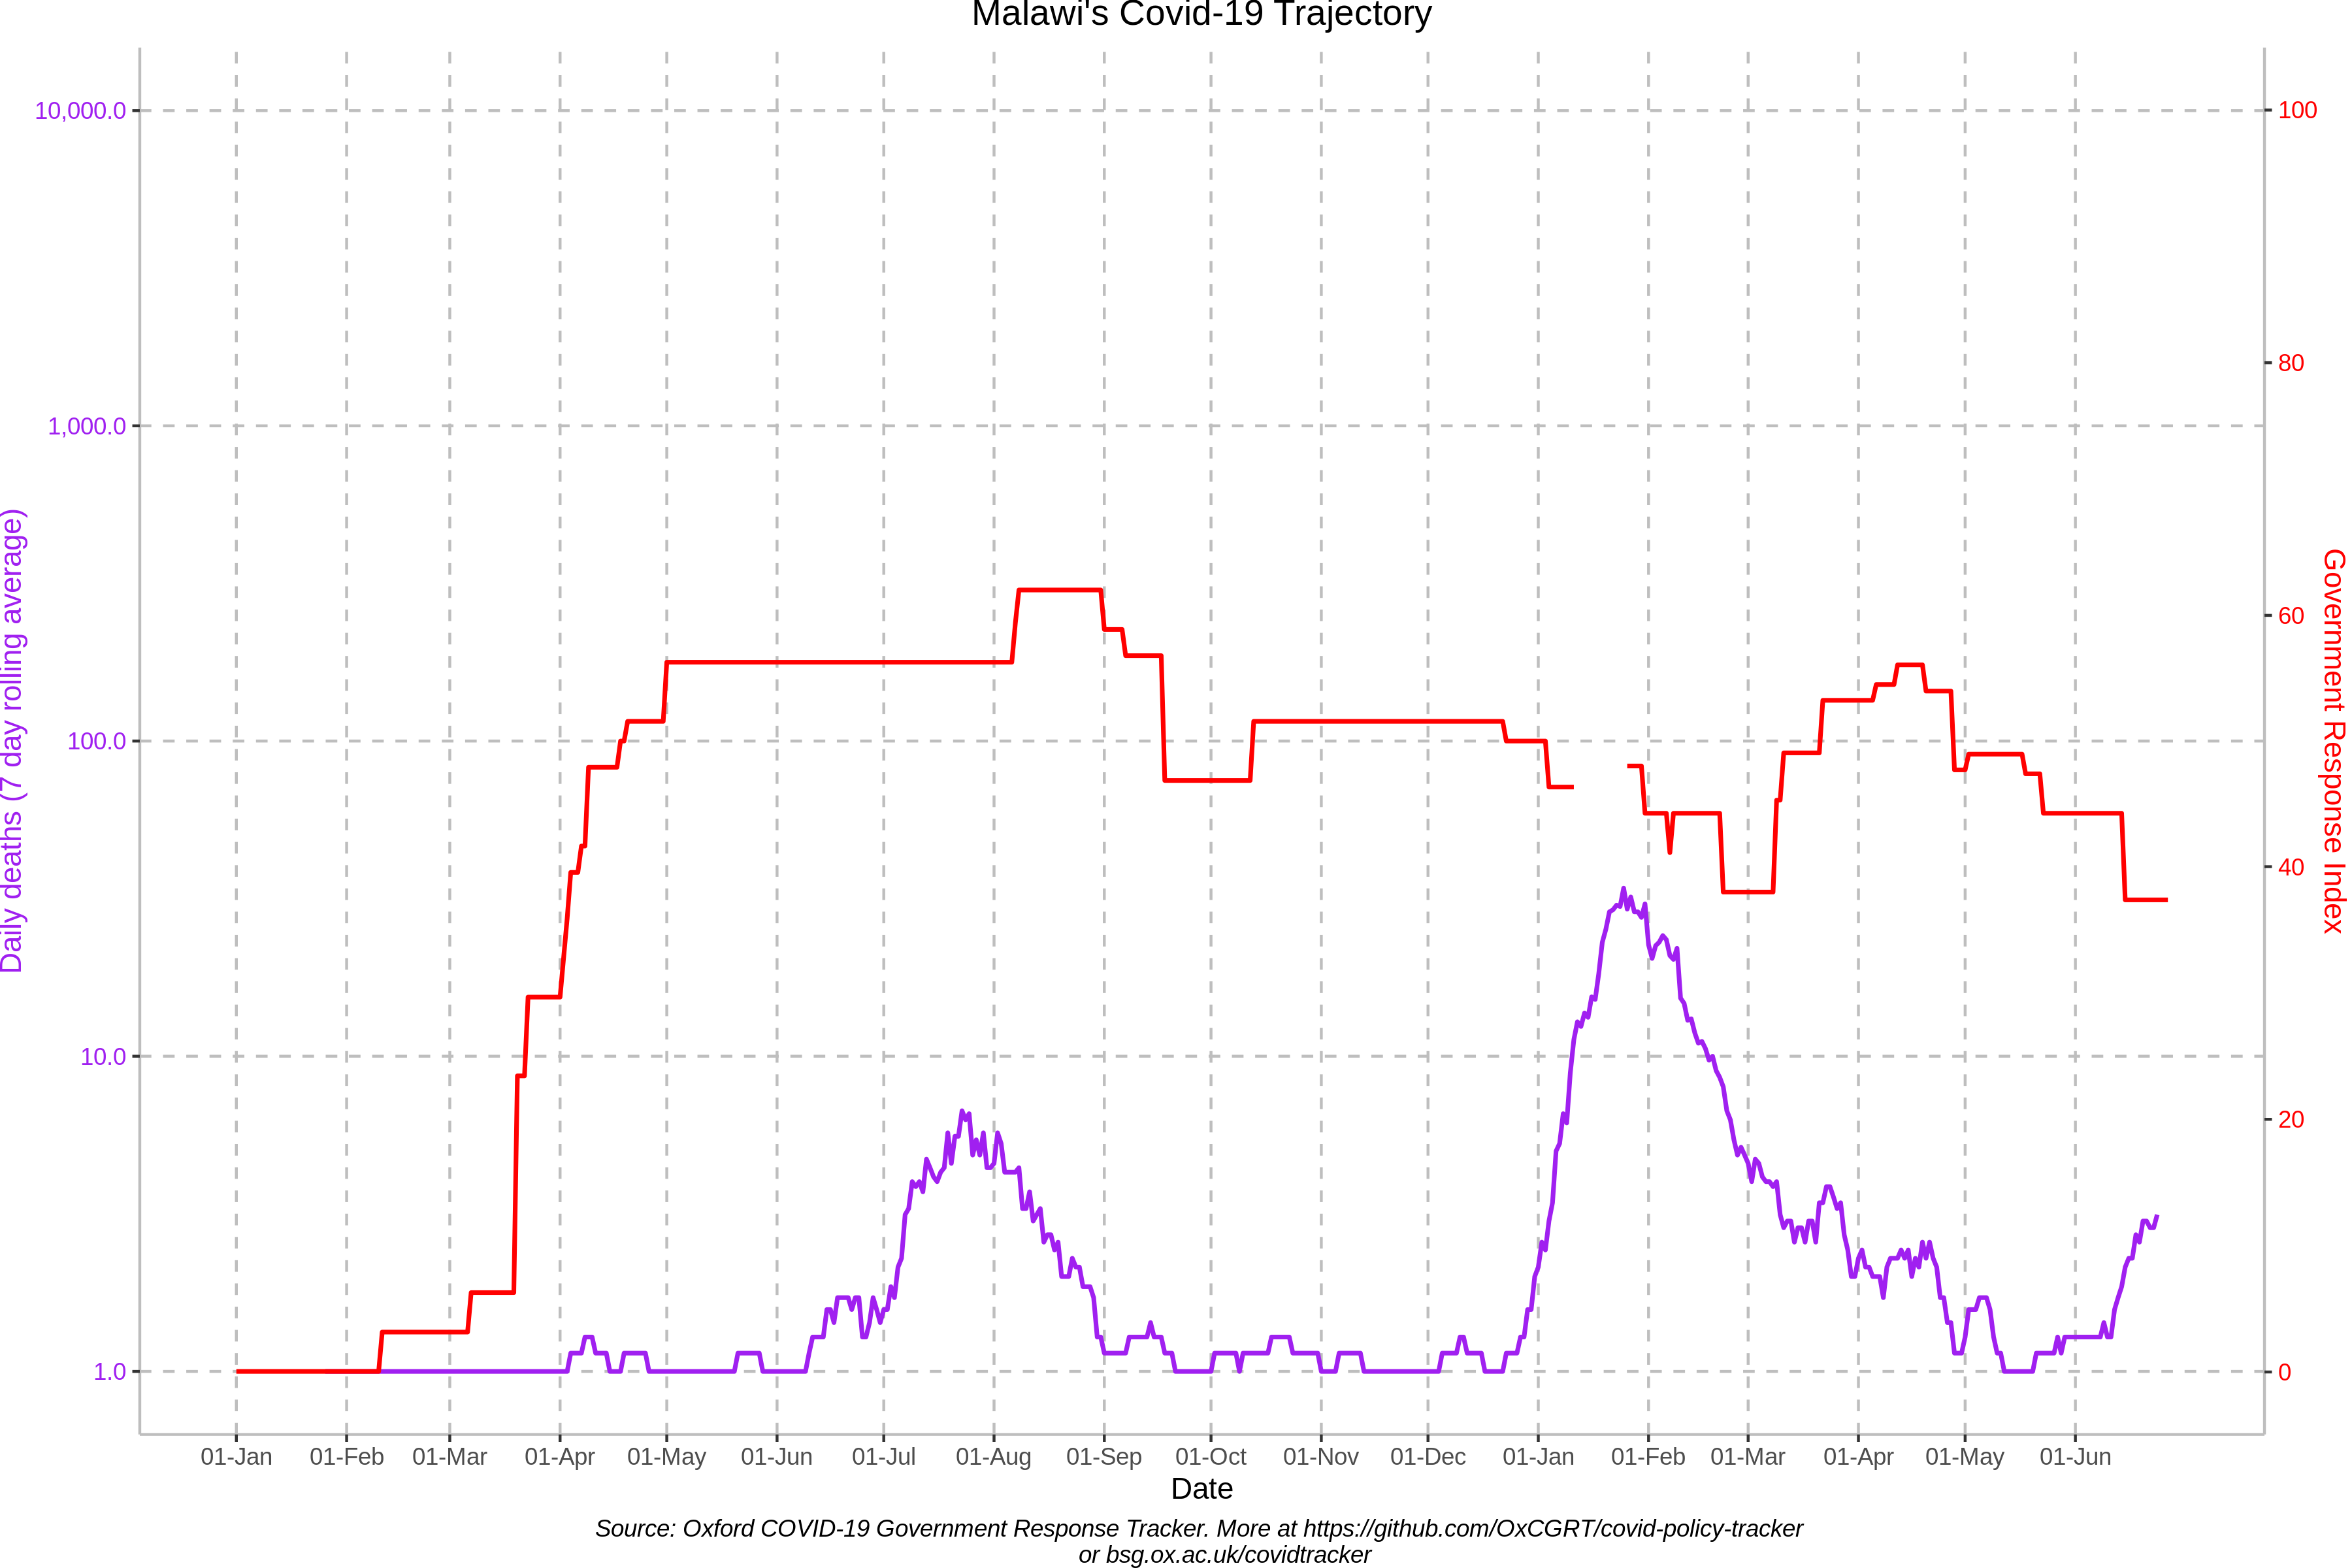 Malawi's Covid-19 Trajectory
10,000.0
1,000.0
100.0
10.0
1.0
Daily deaths (7 day rolling average)
100
80
60
40
20
0
Government Response Index
01-Jan 01-Feb 01-Mar 01-Apr 01-May 01-Jun 01-Jul 01-Aug 01-Sep 01-Oct 01-Nov 01-Dec 01-Jan 01-Feb 01-Mar 01-Apr 01-May 01-Jun
Date
Source: Oxford COVID-19 Government Response Tracker. More at https://github.com/OxCGRT/covid-policy-tracker
or bsg.ox.ac.uk/covidtracker